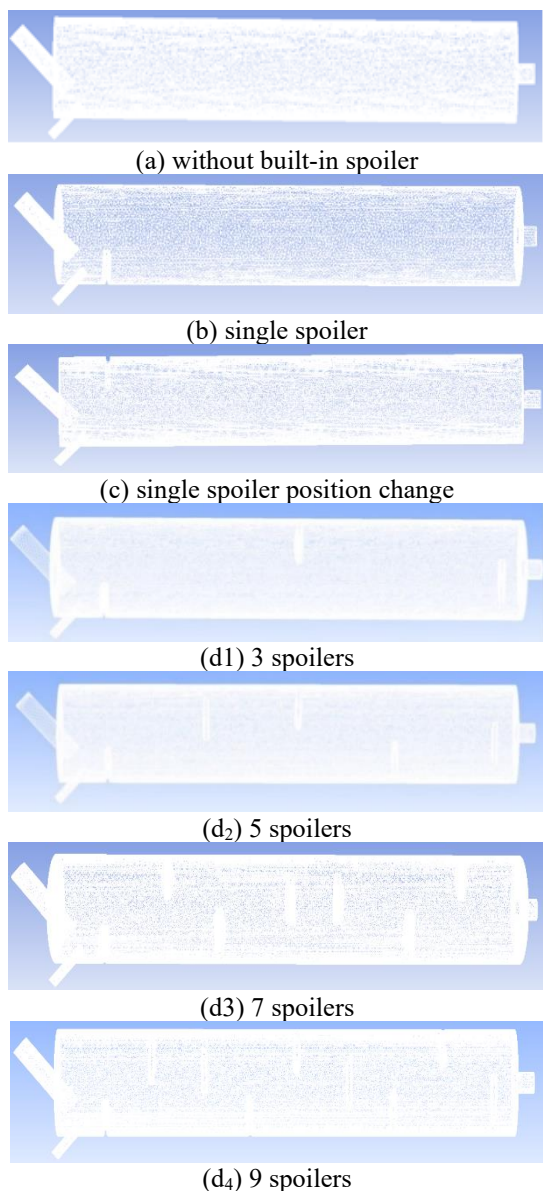 (a) without built-in spoiler
(b) single spoiler
(c) single spoiler position change
(d1) 3 spoilers
(d₂) 5 spoilers
(d3) 7 spoilers
(d₄) 9 spoilers